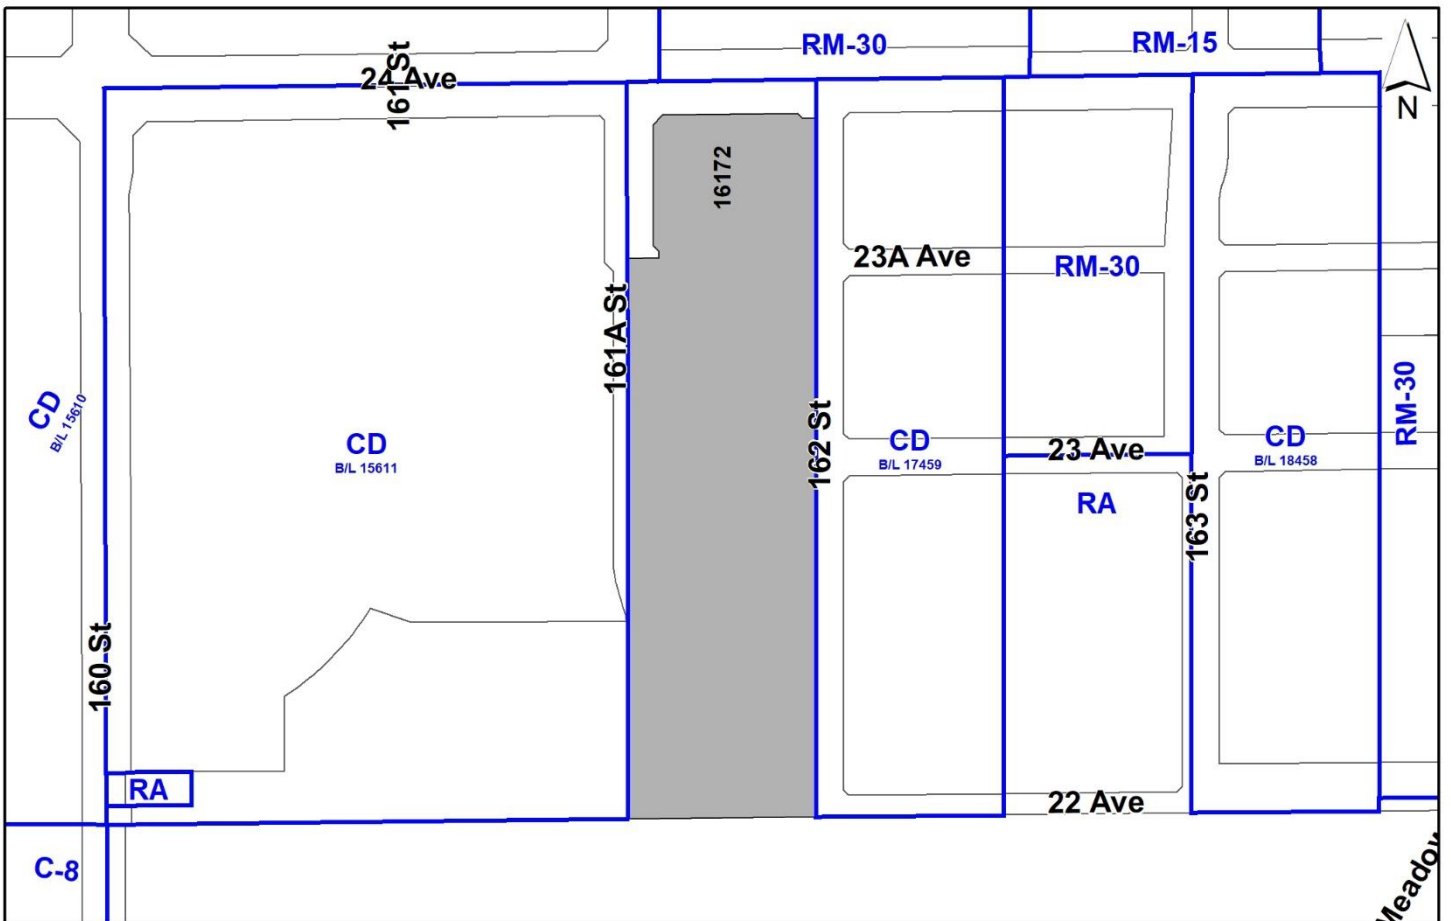 RM-30
RM-15
24 Ave
161 St
N
16172
23A Ave
RM-30
161A St
CD
B/L 15610
CD
B/L 15611
162 St
CD
B/L 17459
23 Ave
CD
B/L 18458
RM-30
RA
163 St
160 St
RA
22 Ave
C-8
Meadow